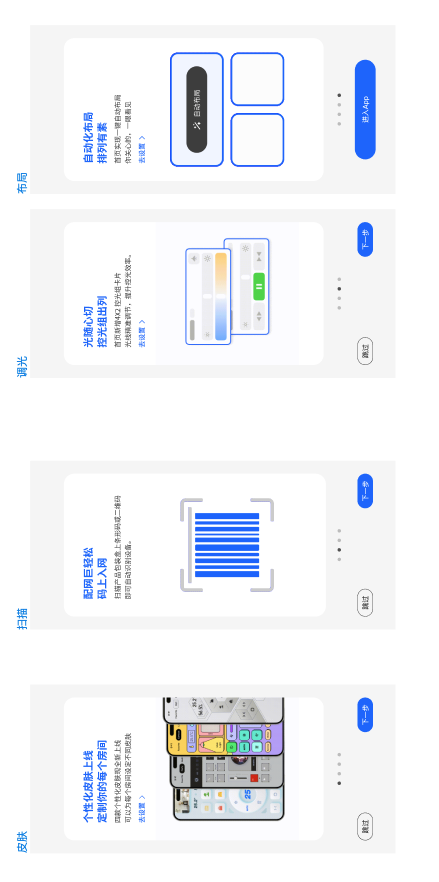 皮肤
个性化皮肤上线
定制你的每个房间
四款个性化皮肤现全新上线
可以为每个房间设定不同皮肤
去设置 >
跳过
下一步
扫描
配网巨轻松
码上入网
扫描产品包装盒上条形码或二维码
即可自动识别设备。
跳过
下一步
调光
光随心切
控光组出列
首页新增4X2 控光组卡片
光线精准调节，提升控光效率。
去设置 >
跳过
下一步
布局
自动化布局
排列有素
首页实现一键自动布局
你关心的，一眼看见
去设置 >
自动布局
进入App